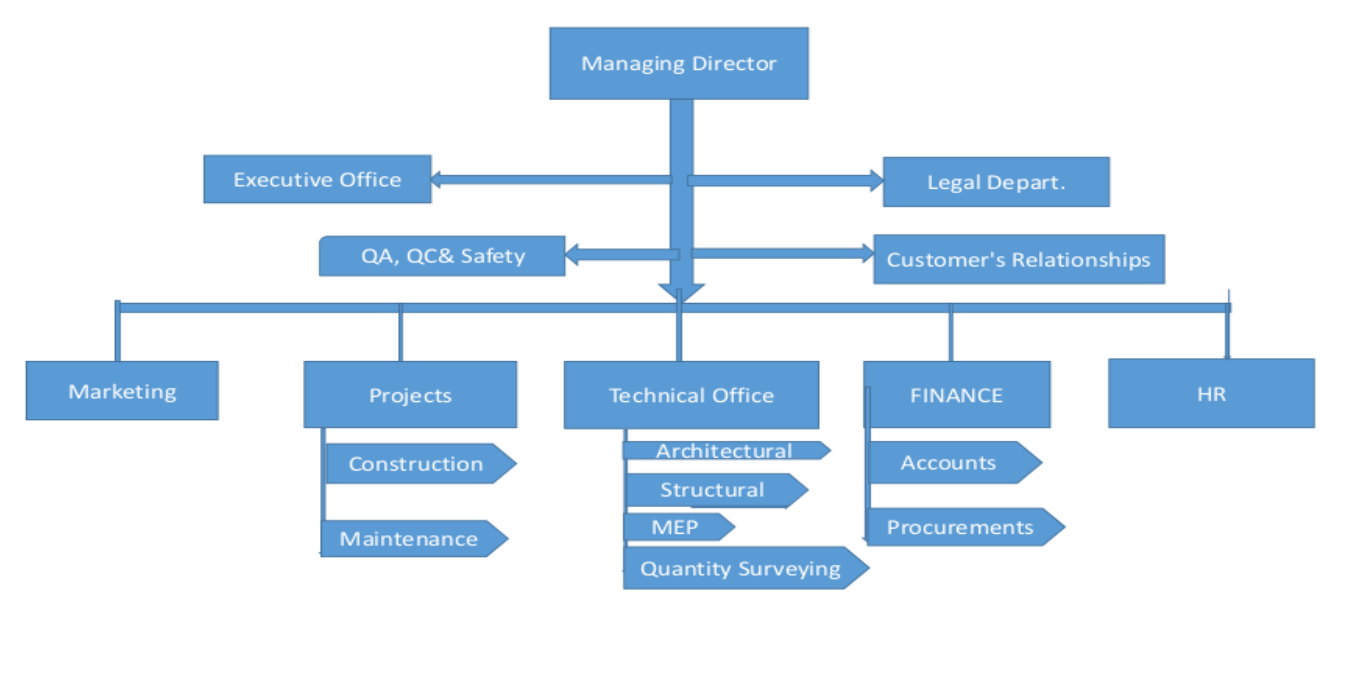 Managing Director
Executive Office
Legal Depart.
QA, QC& Safety
Customer's Relationships
Marketing
Projects
Technical Office
FINANCE
HR
Construction
Maintenance
Architectural
Structural
MEP
Quantity Surveying
Accounts
Procurements